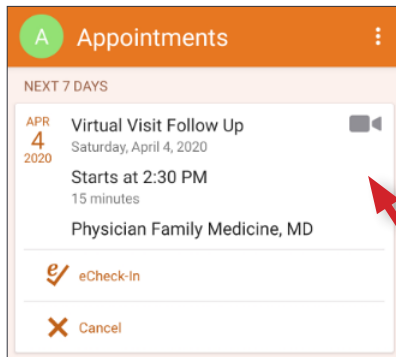 A Appointments
NEXT 7 DAYS
APR
4
2020
Virtual Visit Follow Up
Saturday, April 4, 2020
Starts at 2:30 PM
15 minutes
Physician Family Medicine, MD
eCheck-In
Cancel